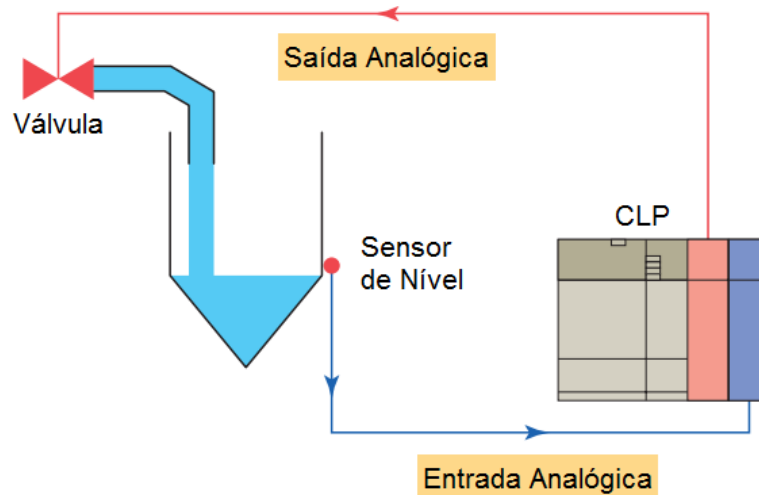 Saída Analógica
Válvula
CLP
Sensor
de Nível
Entrada Analógica